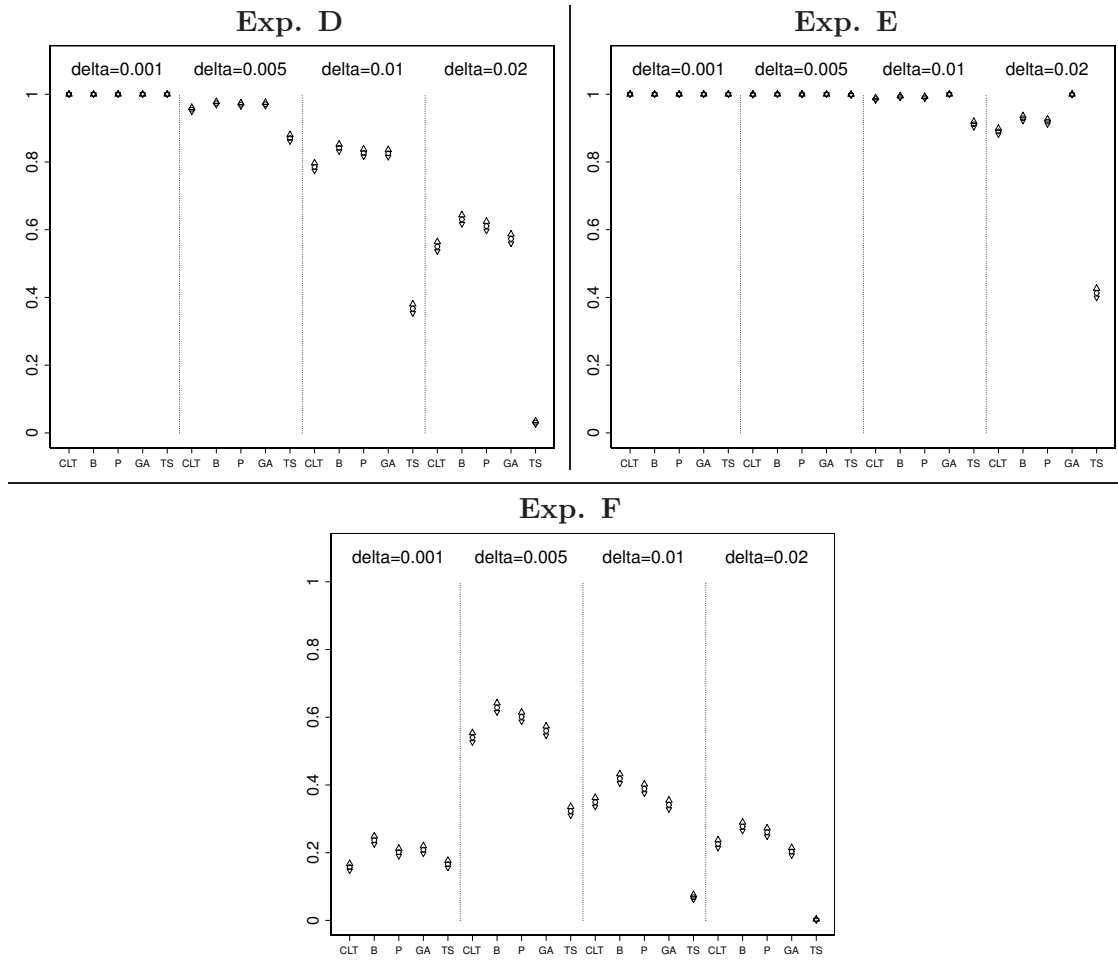 Exp. D
delta=0.001 delta=0.005 delta=0.01 delta=0.02
1
0.8
0.6
0.4
0.2
0
CLT B P GA TS CLT B P GA TS CLT B P GA TS CLT B P GA TS
Exp. E
delta=0.001 delta=0.005 delta=0.01 delta=0.02
1
0.8
0.6
0.4
0.2
0
CLT B P GA TS CLT B P GA TS CLT B P GA TS CLT B P GA TS
Exp. F
delta=0.001 delta=0.005 delta=0.01 delta=0.02
1
0.8
0.6
0.4
0.2
0
CLT B P GA TS CLT B P GA TS CLT B P GA TS CLT B P GA TS